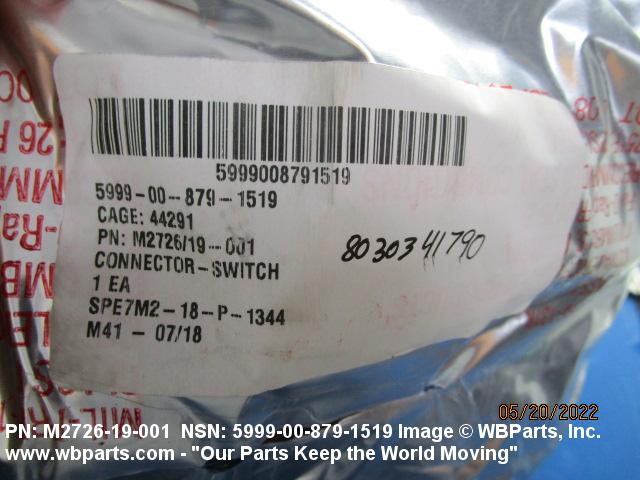 5999008791519
5999-00-879-1519
CAGE: 44291
PN: M2726/19-001
CONNECTOR-SWITCH
1 EA
SPE7M2-18-P-1344
M41 - 07/18
8030341790
05/20/2022
PN: M2726-19-001 NSN: 5999-00-879-1519 Image © WBParts, Inc.
www.wbparts.com - "Our Parts Keep the World Moving"